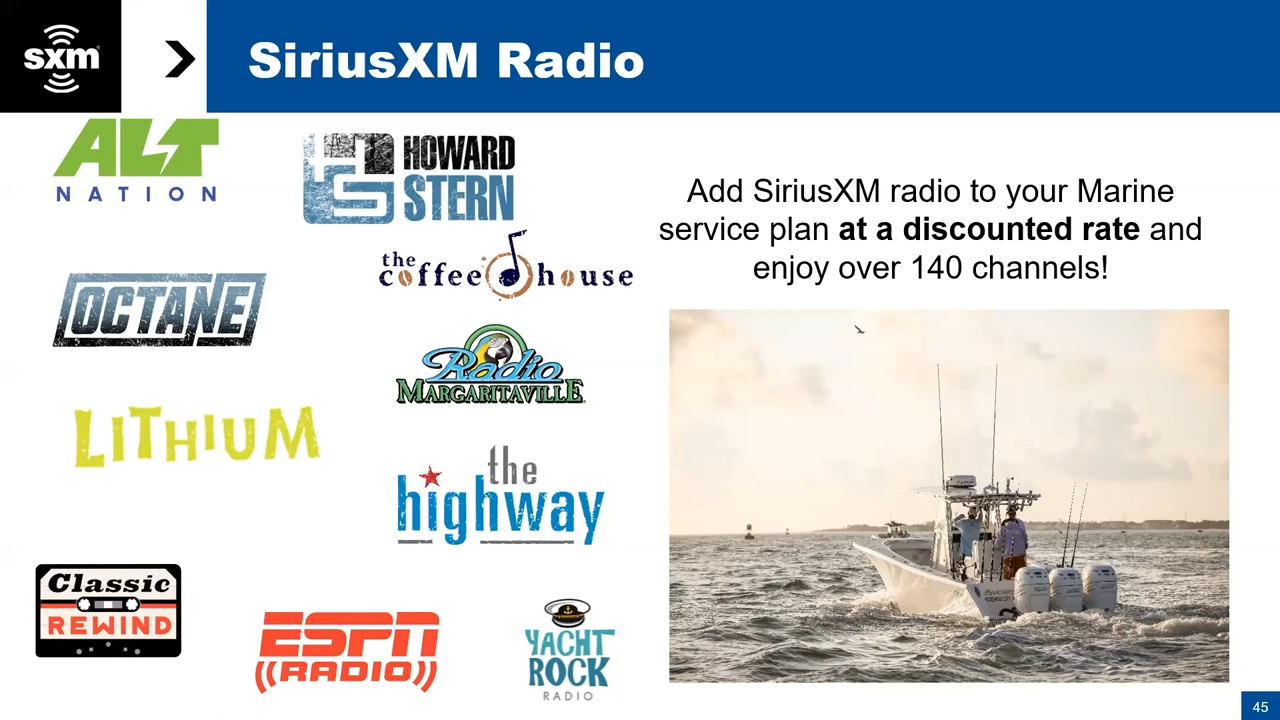 sxm
SiriusXM Radio
ALT
NATION
HOWARD
STERN
the
coffee house
OCTANE
Radio
MARGARITAVILLE
LITHIUM
the
highway
Classic
REWIND
ESPN
((RADIO))
YACHT
ROCK
RADIO
Add SiriusXM radio to your Marine
service plan at a discounted rate and
enjoy over 140 channels!
45